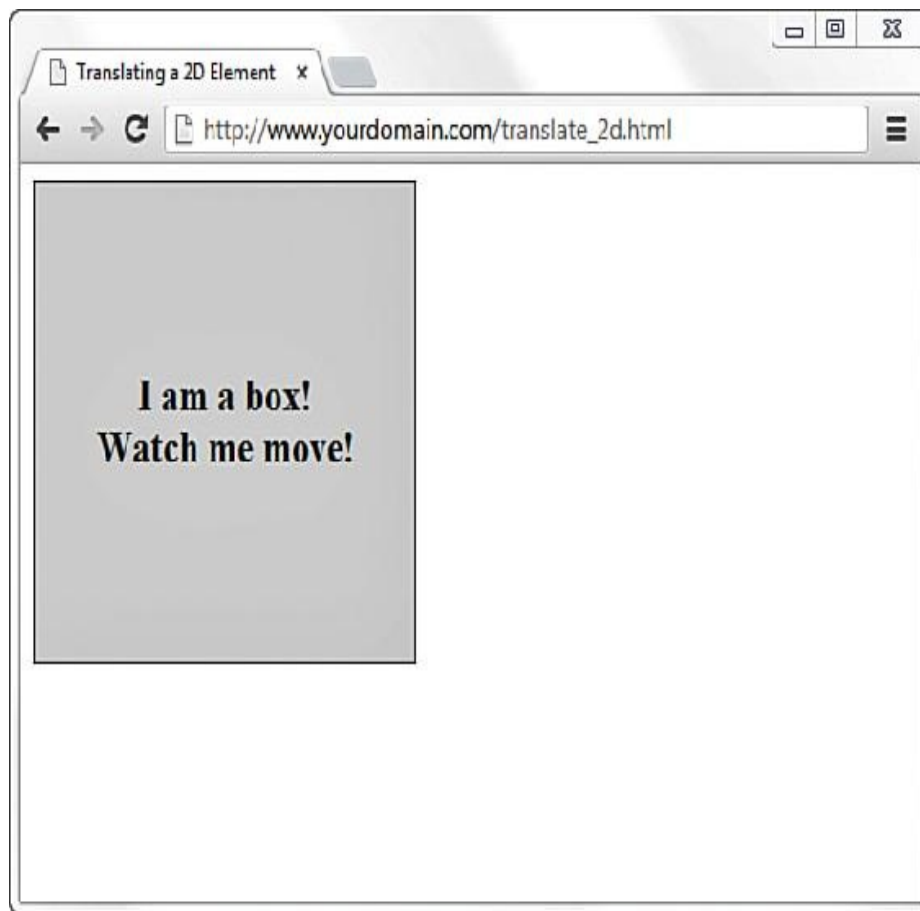 Translating a 2D Element
http://www.yourdomain.com/translate_2d.html
I am a box!
Watch me move!